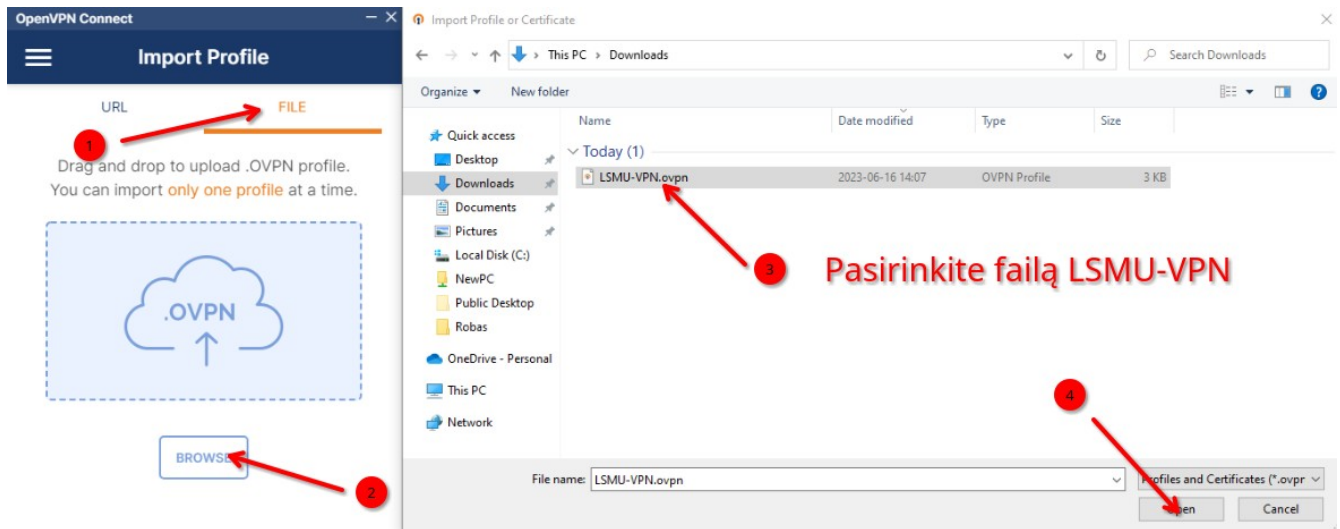 OpenVPN Connect
Import Profile
URL
FILE
1
Drag and drop to upload .OVPN profile.
You can import only one profile at a time.
.OVPN
BROWSE
2
Import Profile or Certificate
This PC > Downloads
Search Downloads
Organize
New folder
Name
Date modified
Type
Size
Quick access
Desktop
Downloads
Documents
Pictures
Local Disk (C:)
NewPC
Public Desktop
Robas
OneDrive - Personal
This PC
Network
Today (1)
LSMU-VPN.ovpn
2023-06-16 14:07
OVPN Profile
3 KB
3
Pasirinkite failą LSMU-VPN
4
File name:
LSMU-VPN.ovpn
Profiles and Certificates (*.ovpr
Open
Cancel